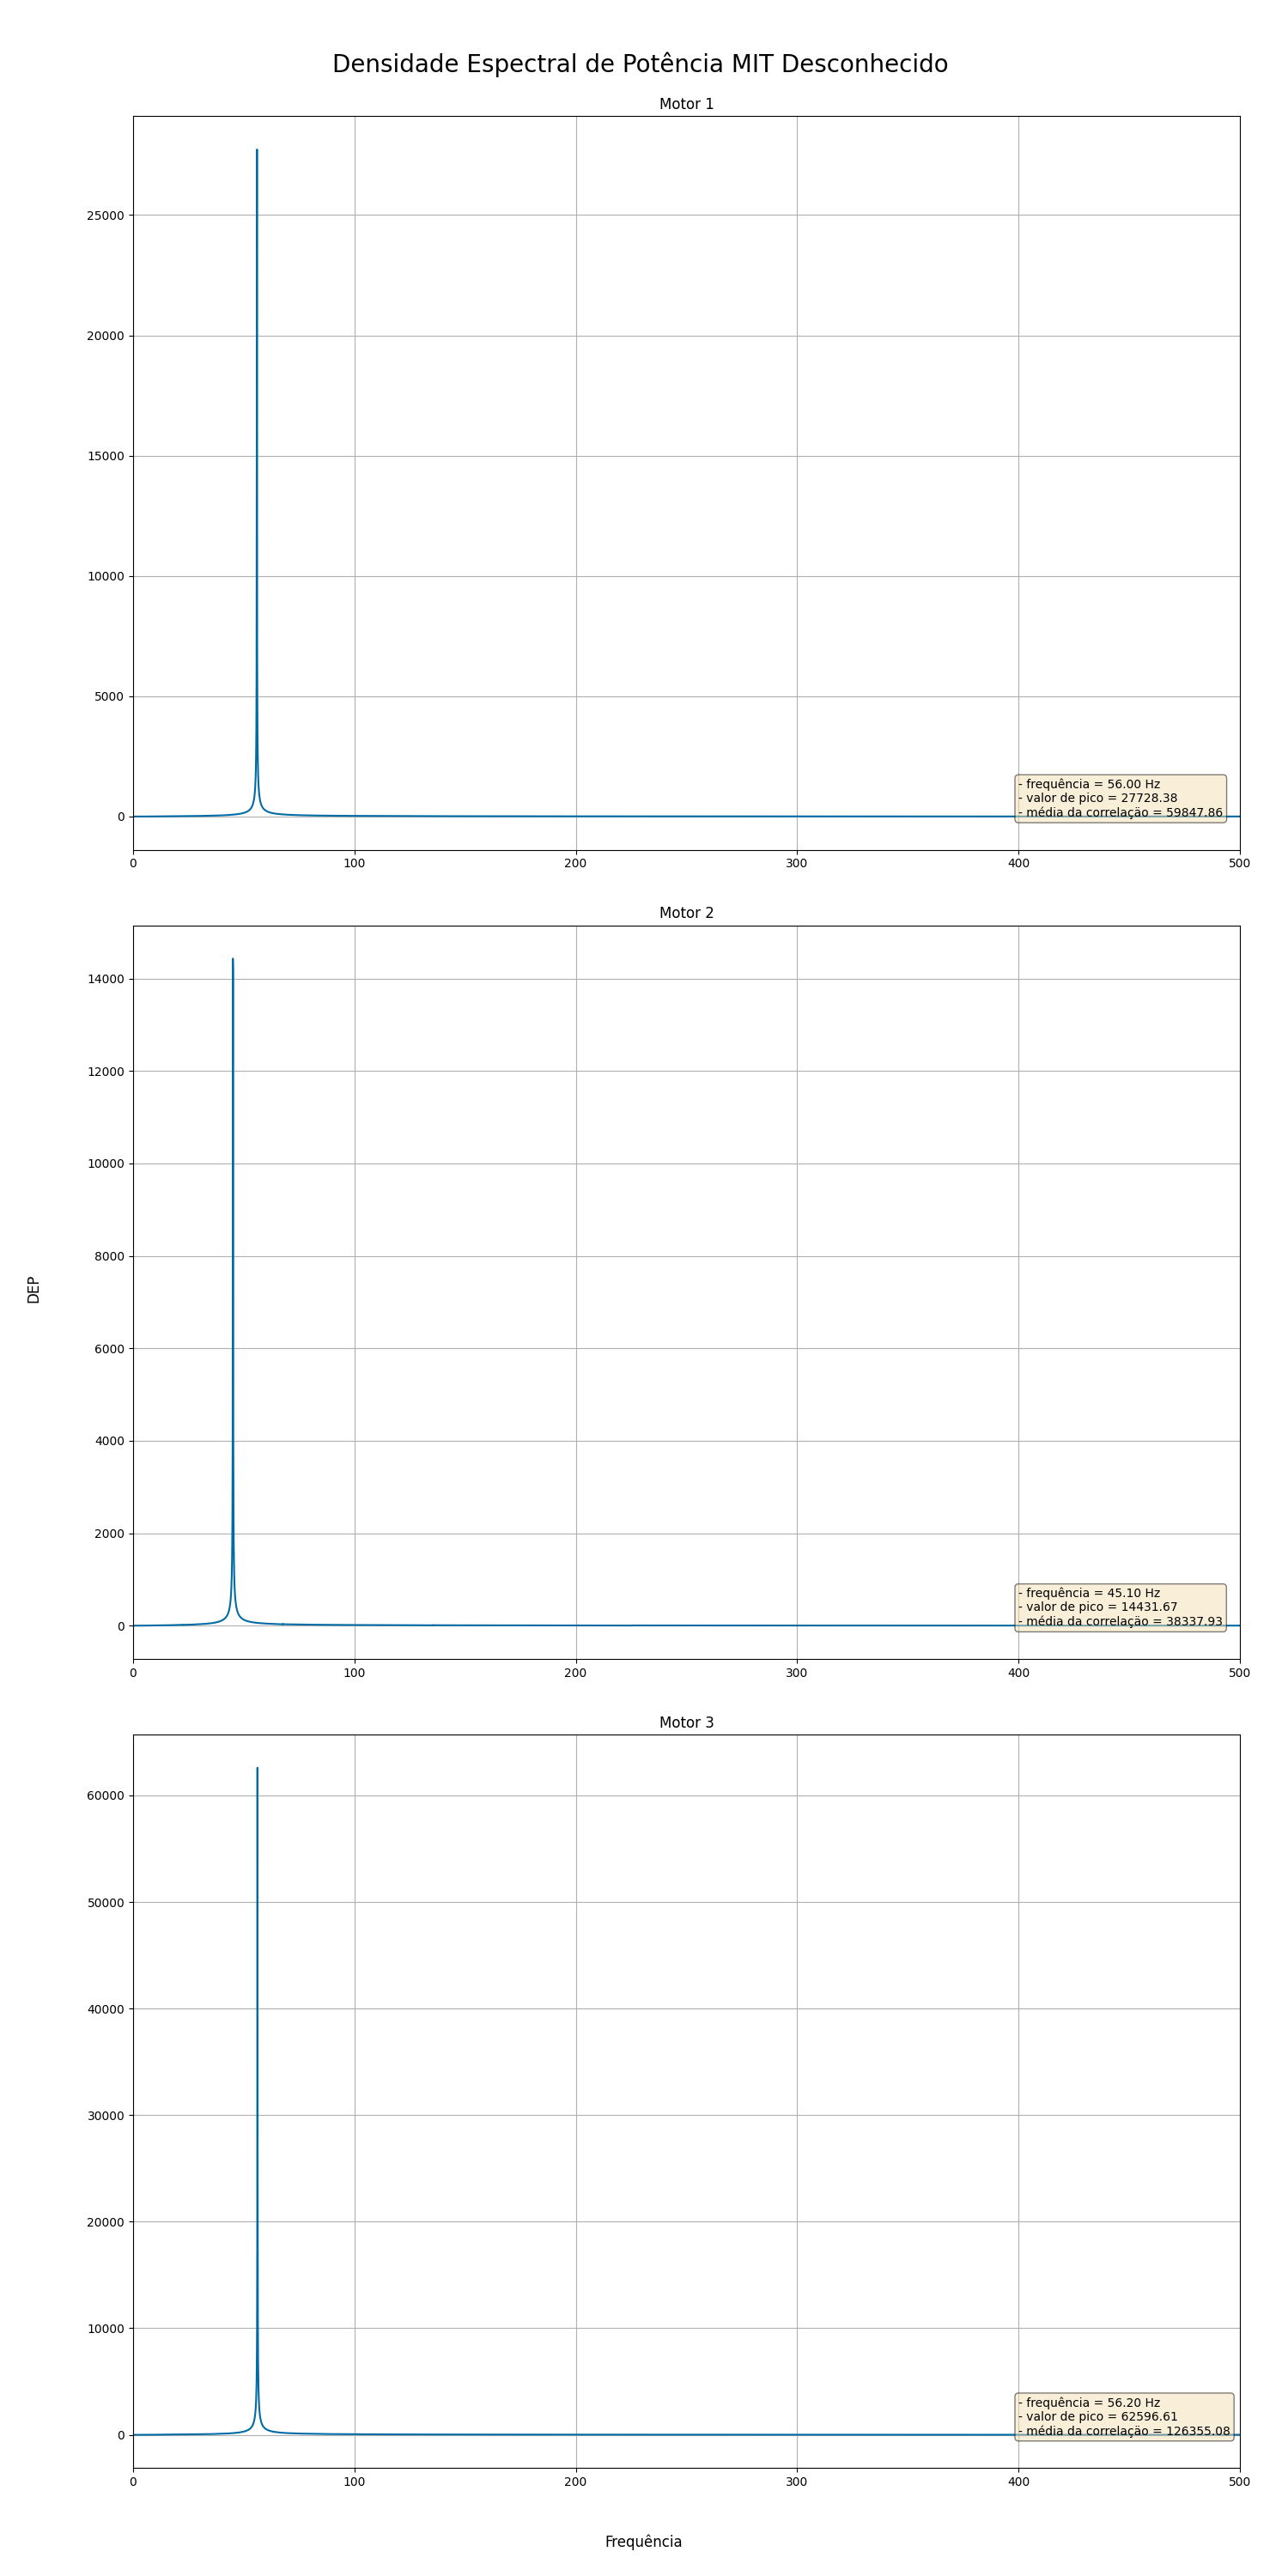 Densidade Espectral de Potência MIT Desconhecido
Motor 1
25000
20000
15000
10000
5000
0
- frequência = 56.00 Hz
- valor de pico = 27728.38
- média da correlaçäo = 59847.86
0 100 200 300 400 500
Motor 2
14000
12000
10000
8000
6000
4000
2000
0
- frequência = 45.10 Hz
- valor de pico = 14431.67
- média da correlaçäo = 38337.93
0 100 200 300 400 500
DEP
Motor 3
60000
50000
40000
30000
20000
10000
0
- frequência = 56.20 Hz
- valor de pico = 62596.61
- média da correlaçäo = 126355.08
0 100 200 300 400 500
Frequência